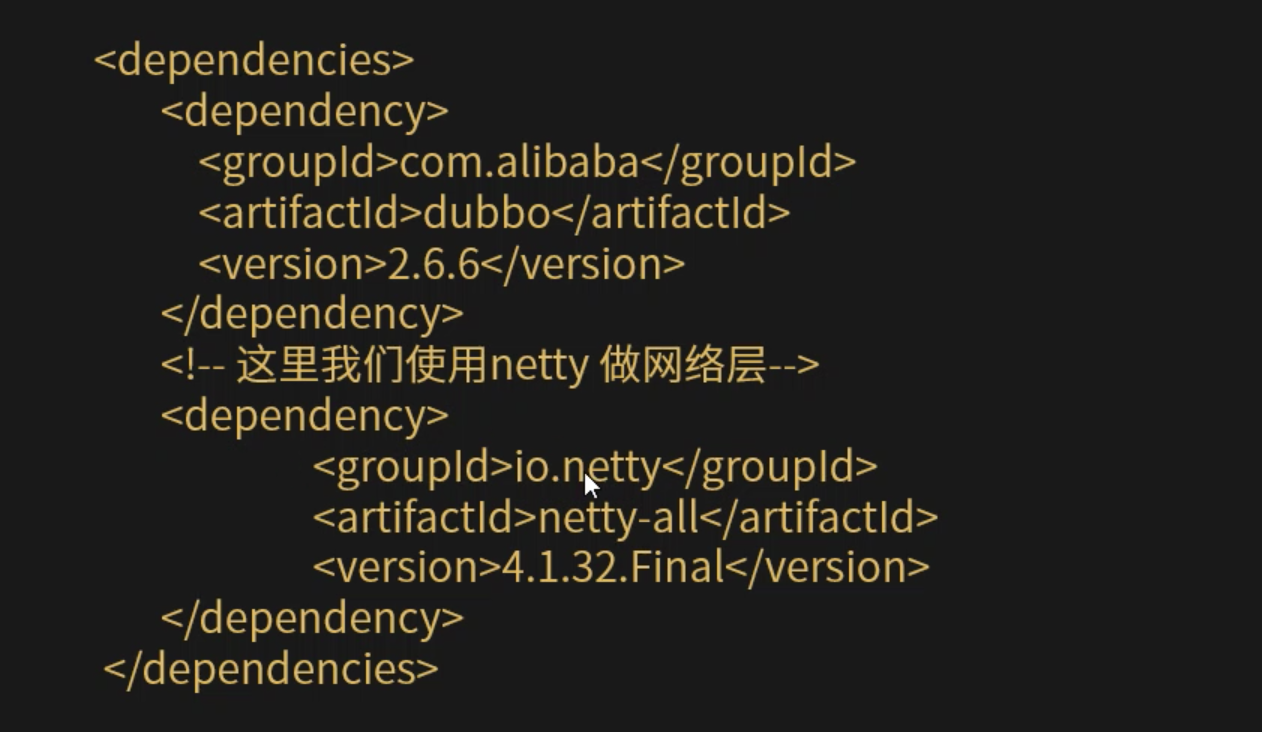 <dependencies>
<dependency>
<groupId>com.alibaba</groupId>
<artifactId>dubbo</artifactId>
<version>2.6.6</version>
</dependency>
<!-- 这里我们使用netty 做网络层-->
<dependency>
<groupId>io.netty</groupId>
<artifactId>netty-all</artifactId>
<version>4.1.32.Final</version>
</dependency>
</dependencies>